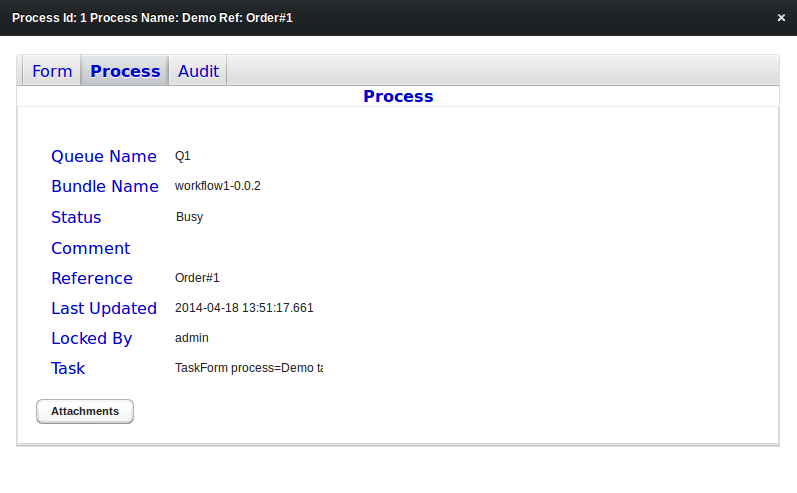 Process Id: 1 Process Name: Demo Ref: Order#1 ×
Form Process Audit
Process
Queue Name Q1
Bundle Name workflow1-0.0.2
Status Busy
Comment
Reference Order#1
Last Updated 2014-04-18 13:51:17.661
Locked By admin
Task TaskForm process=Demo ta
Attachments